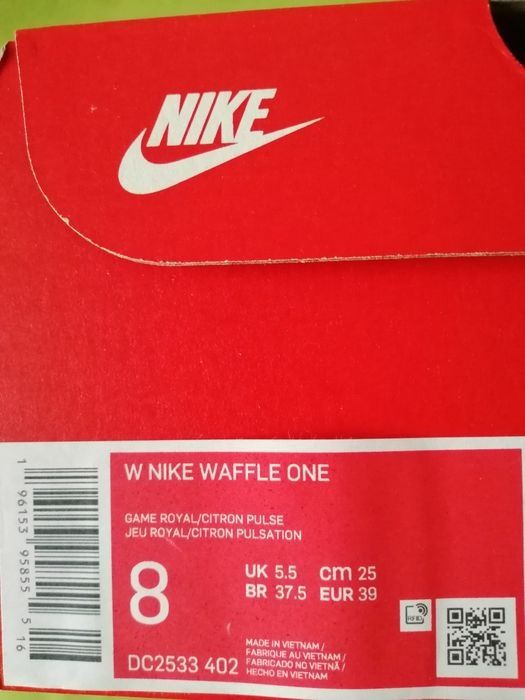 NIKE
W NIKE WAFFLE ONE
GAME ROYAL/CITRON PULSE
JEU ROYAL/CITRON PULSATION
8
UK 5.5 cm 25
BR 37.5 EUR 39
RFID
MADE IN VIETNAM /
FABRIQUE AU VIETNAM /
FABRICADO NO VIETNÃ /
HECHO EN VIETNAM
DC2533 402
1 96153 95855 5 16